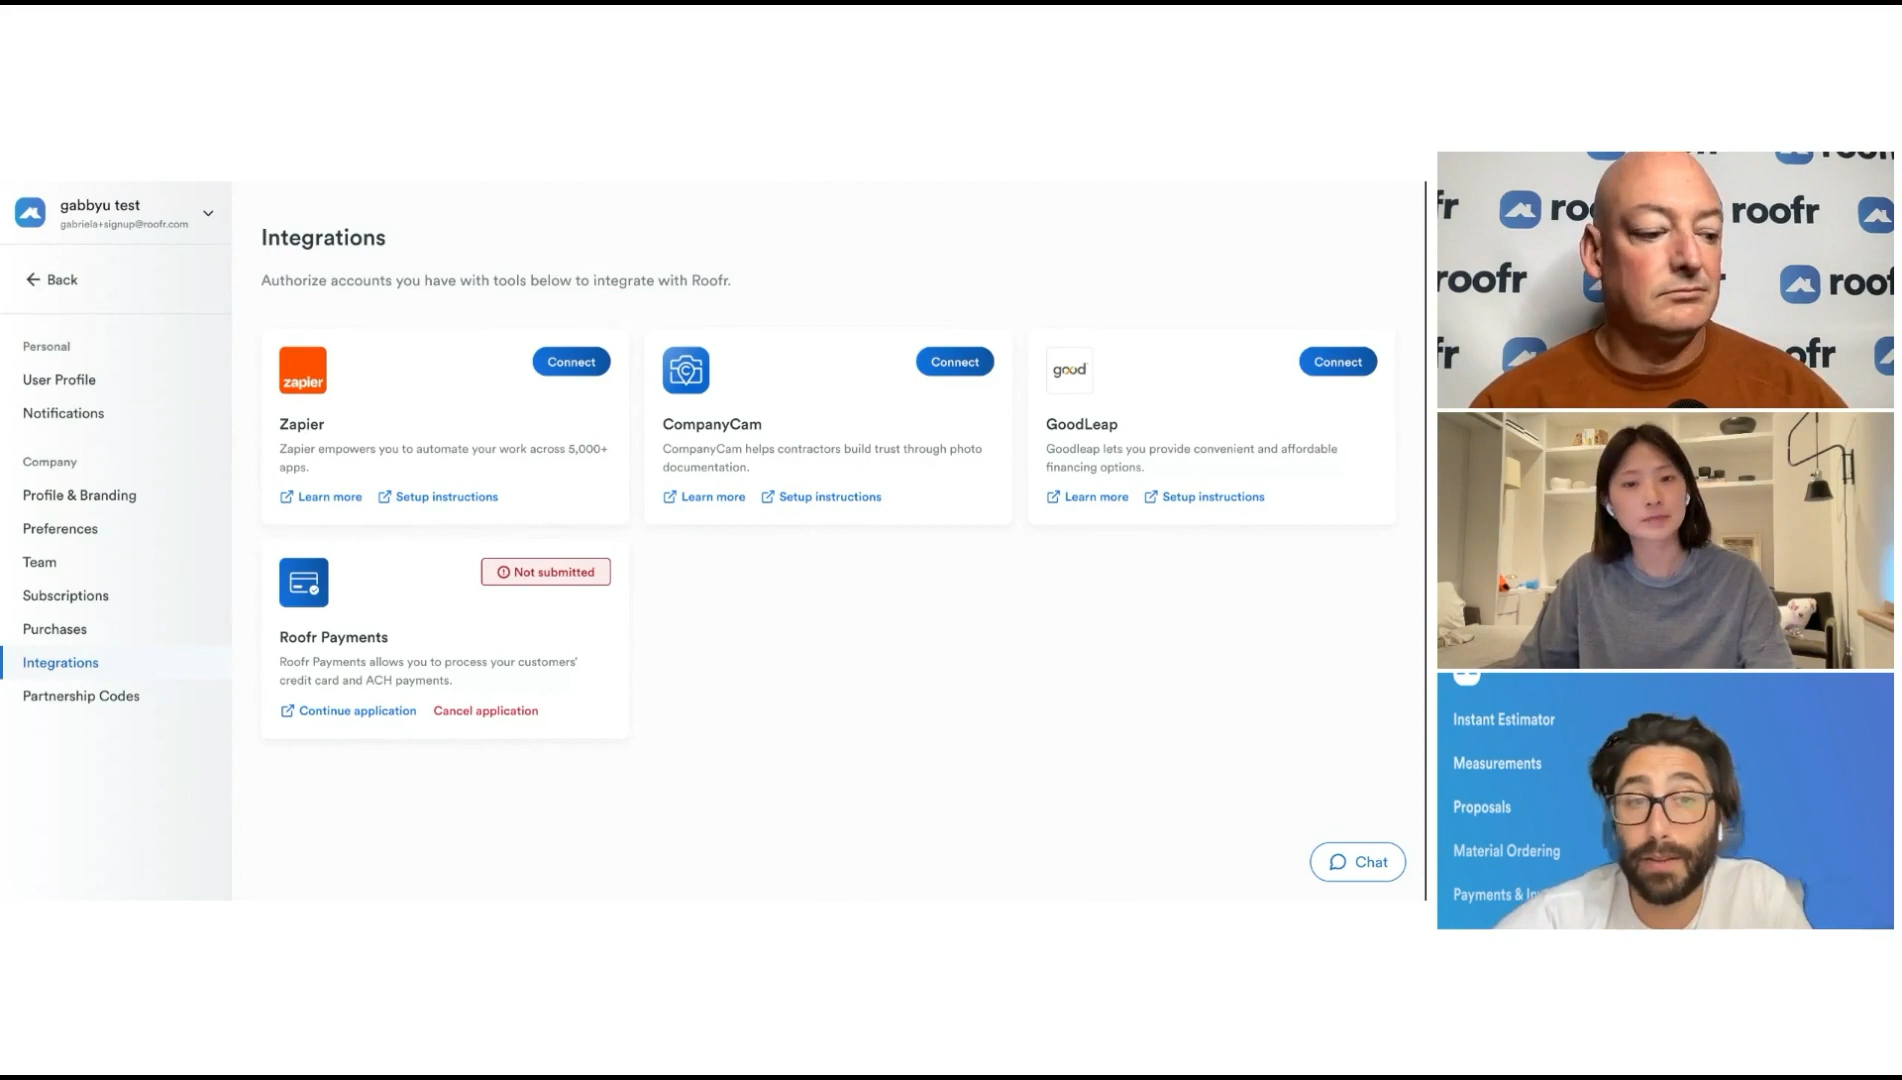 gabbyu test
gabriela+signup@roofr.com
Back
Personal
User Profile
Notifications
Company
Profile & Branding
Preferences
Team
Subscriptions
Purchases
Integrations
Partnership Codes
Integrations
Authorize accounts you have with tools below to integrate with Roofr.
zapier
Connect
Zapier
Zapier empowers you to automate your work across 5,000+
apps.
Learn more
Setup instructions
Connect
CompanyCam
CompanyCam helps contractors build trust through photo
documentation.
Learn more
Setup instructions
good
Connect
GoodLeap
Goodleap lets you provide convenient and affordable
financing options.
Learn more
Setup instructions
Not submitted
Roofr Payments
Roofr Payments allows you to process your customers'
credit card and ACH payments.
Continue application
Cancel application
Chat
roofr
roofr
Instant Estimator
Measurements
Proposals
Material Ordering
Payments &